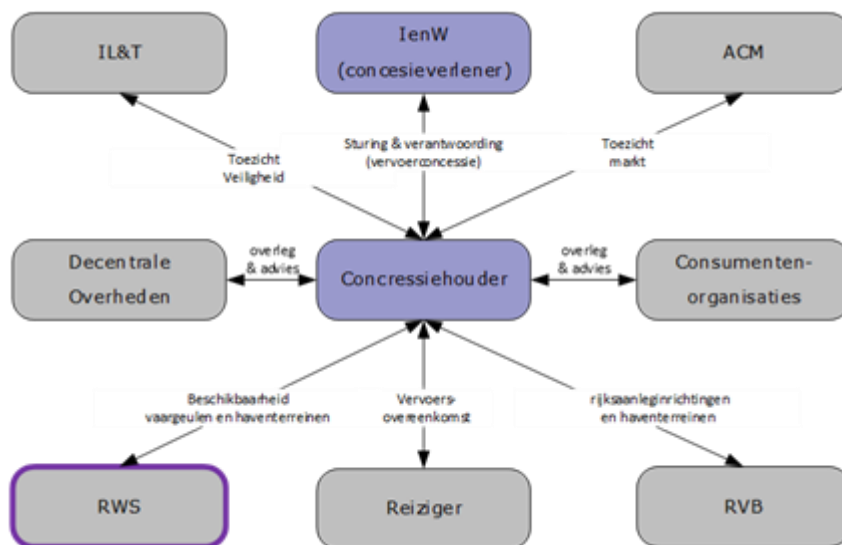 IL&T
IenW
(concesieverlener)
ACM
Toezicht
Veiligheid
Sturing & verantwoording
(vervoerconcessie)
Toezicht
markt
Decentrale
Overheden
overleg
& advies
Concressiehouder
overleg
& advies
Consumenten-
organisaties
Beschikbaarheid
vaargeulen en haventerreinen
Vervoers-
overeenkomst
rijksaanleginrichtingen
en haventerreinen
RWS
Reiziger
RVB